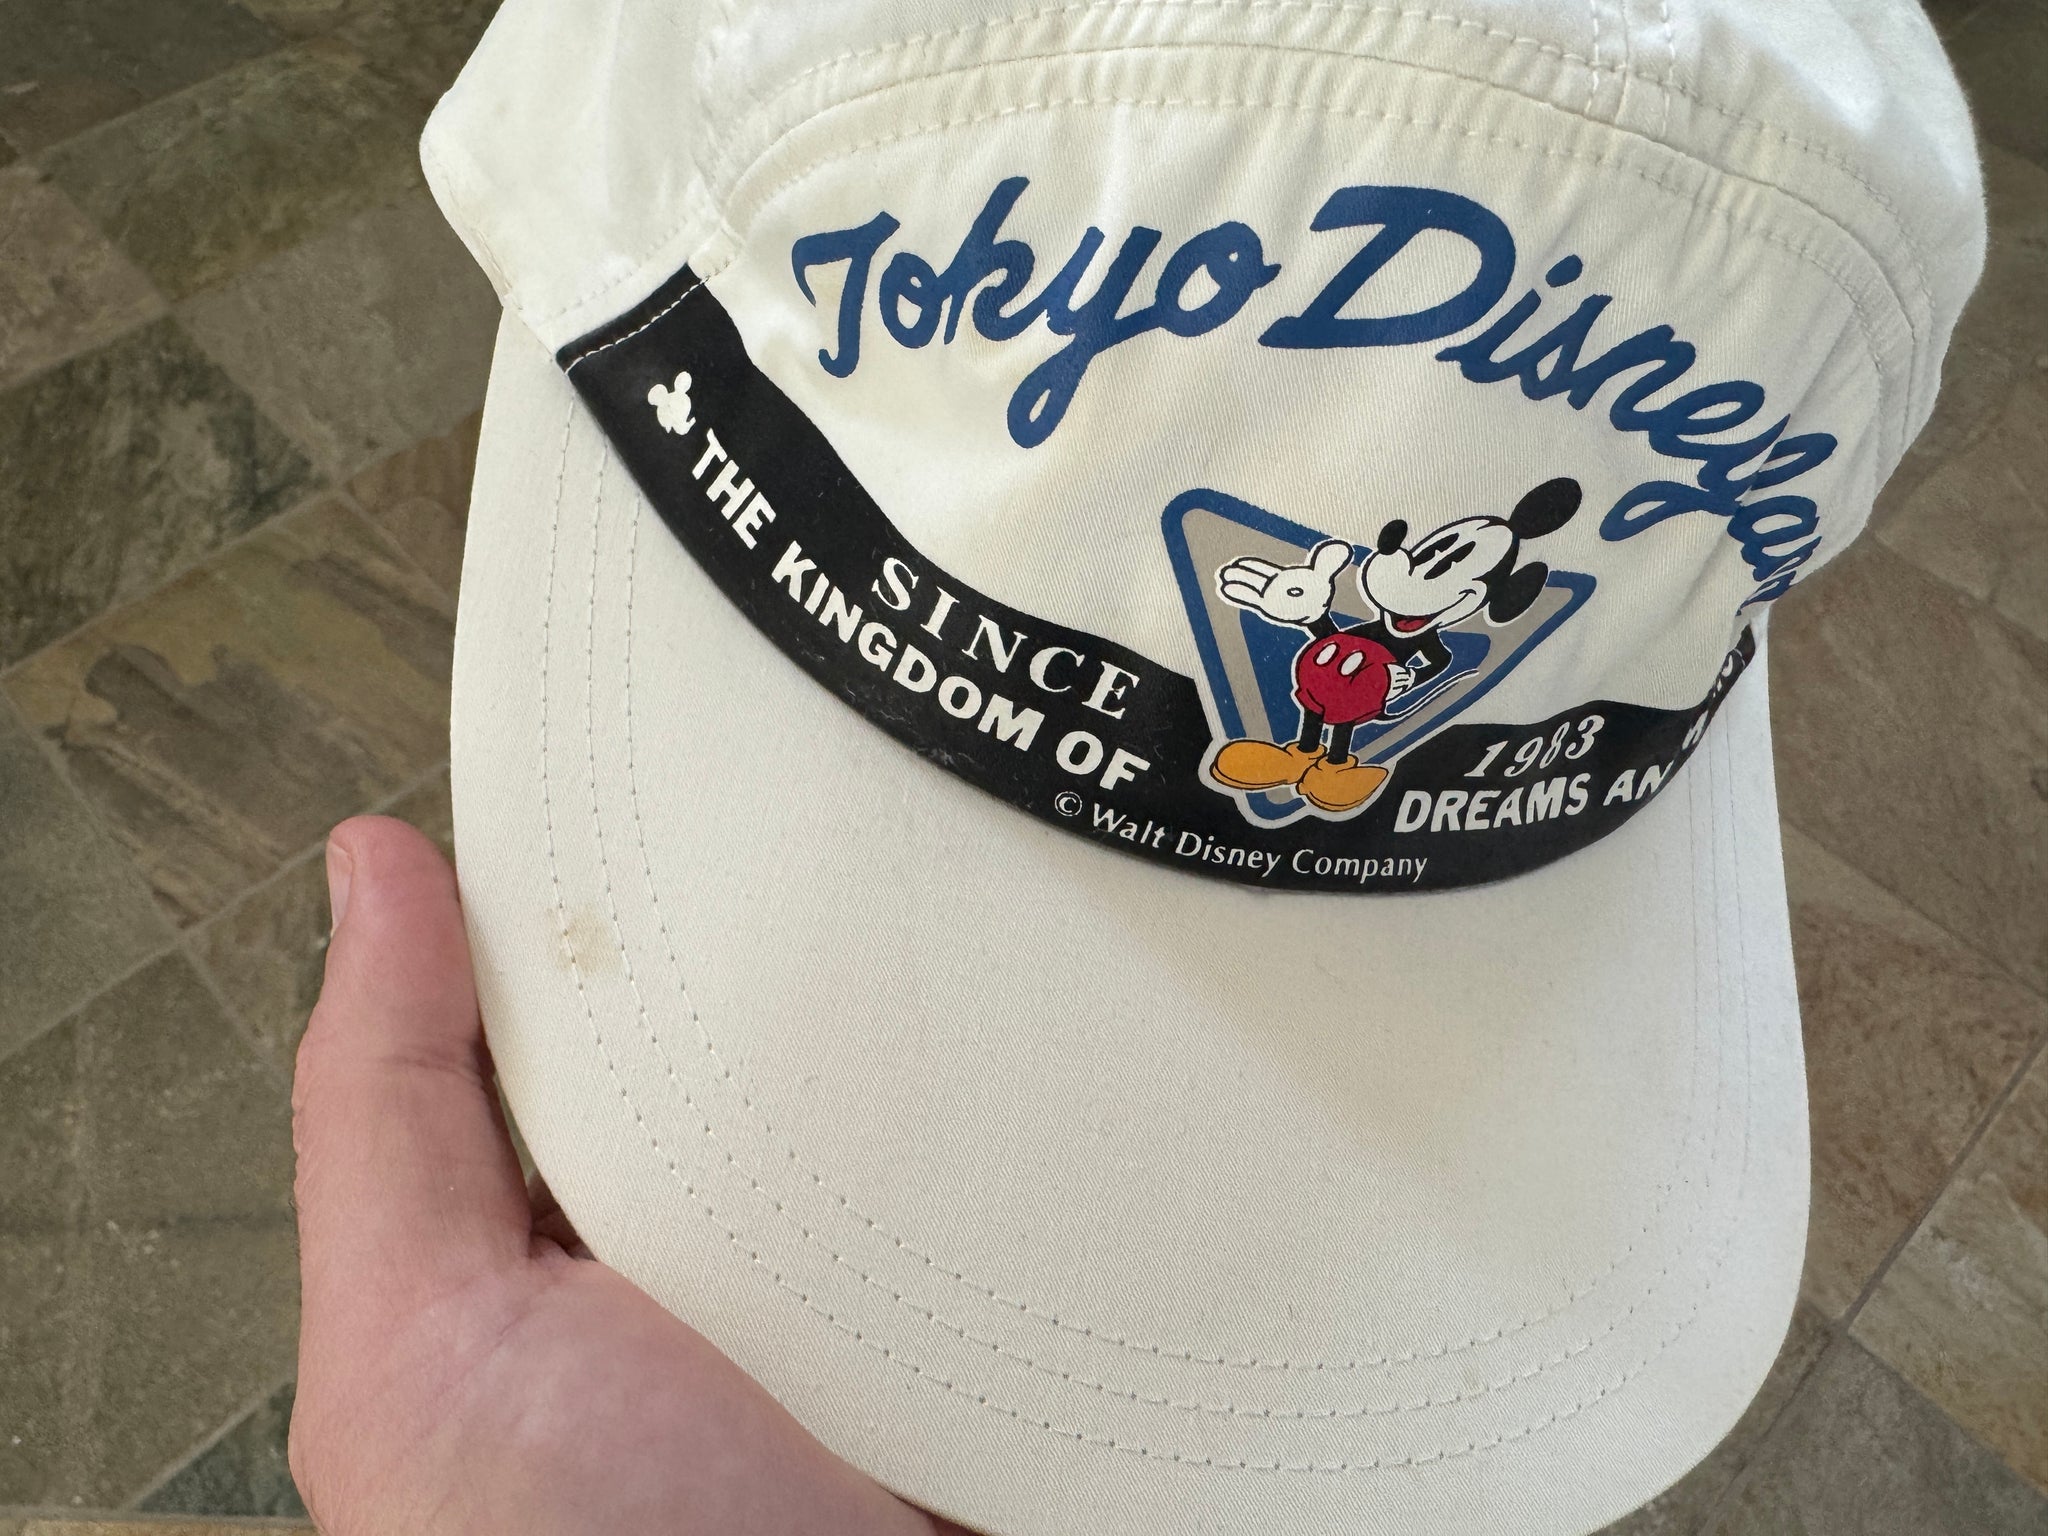 Tokyo Disneyland
SINCE 1983
THE KINGDOM OF DREAMS AN
© Walt Disney Company